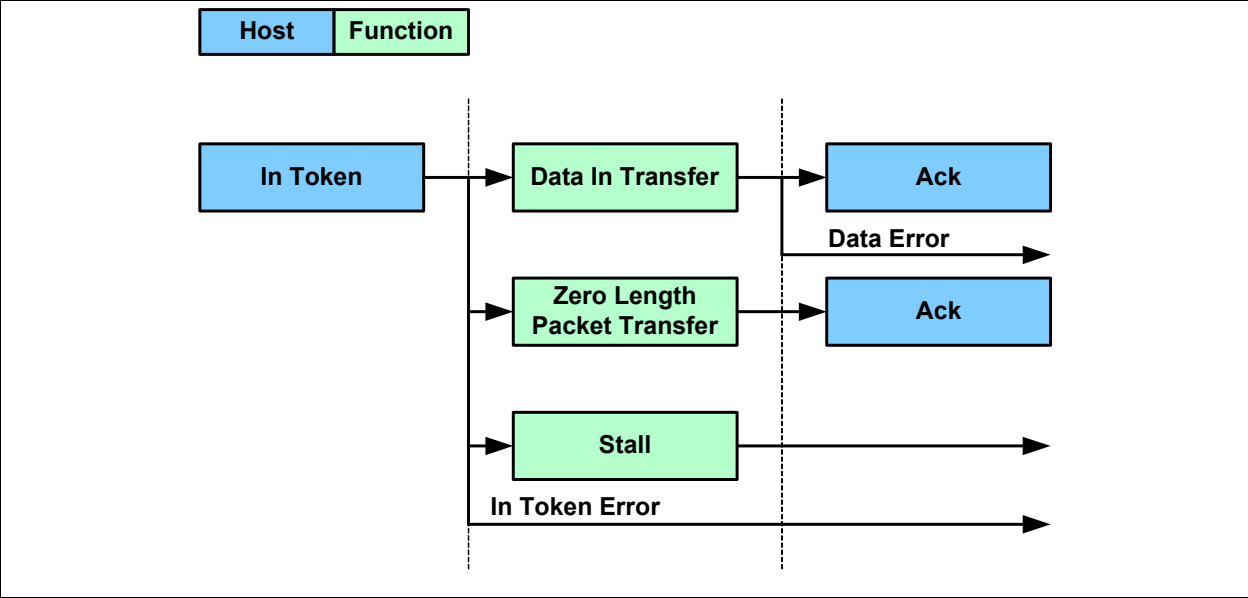 Host Function
In Token
Data In Transfer
Ack
Data Error
Zero Length
Packet Transfer
Ack
Stall
In Token Error